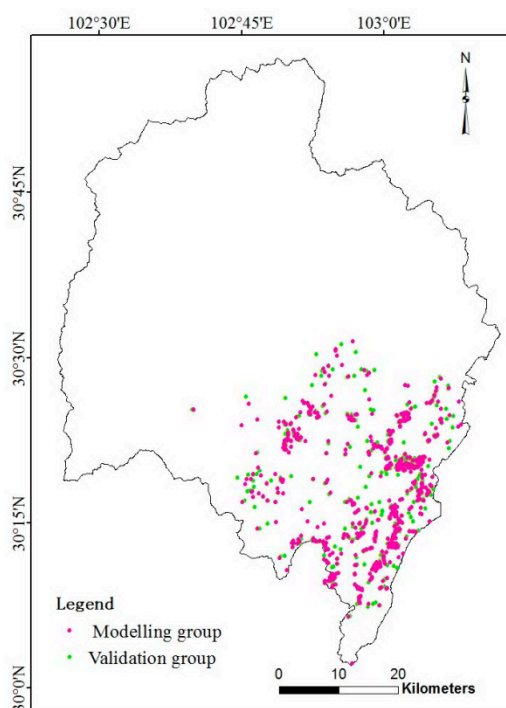 102°30'E 102°45'E 103°0'E
N
30°45'N
30°30'N
30°15'N
30°0'N
Legend
Modelling group
Validation group
0 10 20
Kilometers